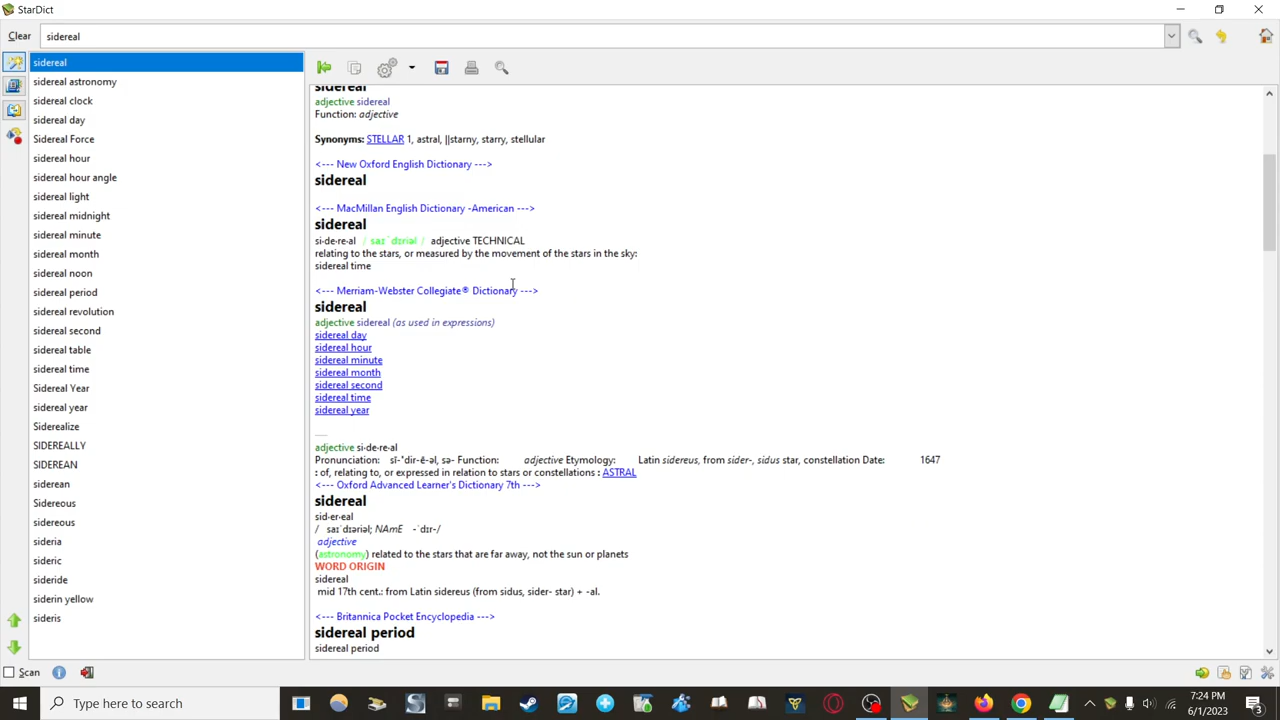 StarDict
Clear
sidereal
sidereal
sidereal astronomy
sidereal clock
sidereal day
Sidereal Force
sidereal hour
sidereal hour angle
sidereal light
sidereal midnight
sidereal minute
sidereal month
sidereal noon
sidereal period
sidereal revolution
sidereal second
sidereal table
sidereal time
Sidereal Year
sidereal year
Siderealize
SIDEREALLY
SIDEREAN
siderean
Sidereous
sidereous
sideria
sideric
sideride
siderin yellow
sideris
sidereal
adjective sidereal
Function: adjective
Synonyms: STELLAR 1, astral, ||starny, starry, stellular
<--- New Oxford English Dictionary --->
sidereal
<--- MacMillan English Dictionary -American --->
sidereal
si·de·re·al / saɪˈdɪriəl / adjective TECHNICAL
relating to the stars, or measured by the movement of the stars in the sky:
sidereal time
<--- Merriam-Webster Collegiate® Dictionary --->
sidereal
adjective sidereal (as used in expressions)
sidereal day
sidereal hour
sidereal minute
sidereal month
sidereal second
sidereal time
sidereal year
adjective si·de·re·al
Pronunciation: sī-ˈdir-ē-əl, sə- Function: adjective Etymology: Latin sidereus, from sider-, sidus star, constellation Date: 1647
: of, relating to, or expressed in relation to stars or constellations : ASTRAL
<--- Oxford Advanced Learner's Dictionary 7th --->
sidereal
sid·er·eal
/ saɪˈdɪəriəl; NAmE -ˈdɪr-/
adjective
(astronomy) related to the stars that are far away, not the sun or planets
WORD ORIGIN
sidereal
mid 17th cent.: from Latin sidereus (from sidus, sider- star) + -al.
<--- Britannica Pocket Encyclopedia --->
sidereal period
sidereal period
Scan
Type here to search
7:24 PM
6/1/2023
3